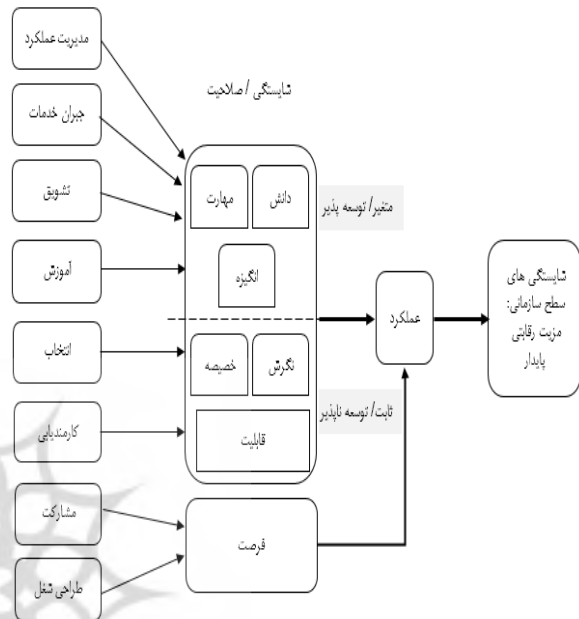 مدیریت عملکرد
جبران خدمات
تشویق
آموزش
انتخاب
کارمندیابی
مشارکت
طراحی شغل
شایستگی / صلاحیت
دانش
مهارت
انگیزه
متغیر/ توسعه پذیر
نگرش
خصیصه
قابلیت
ثابت/ توسعه ناپذیر
فرصت
عملکرد
شایستگی های
سطح سازمانی:
مزیت رقابتی
پایدار